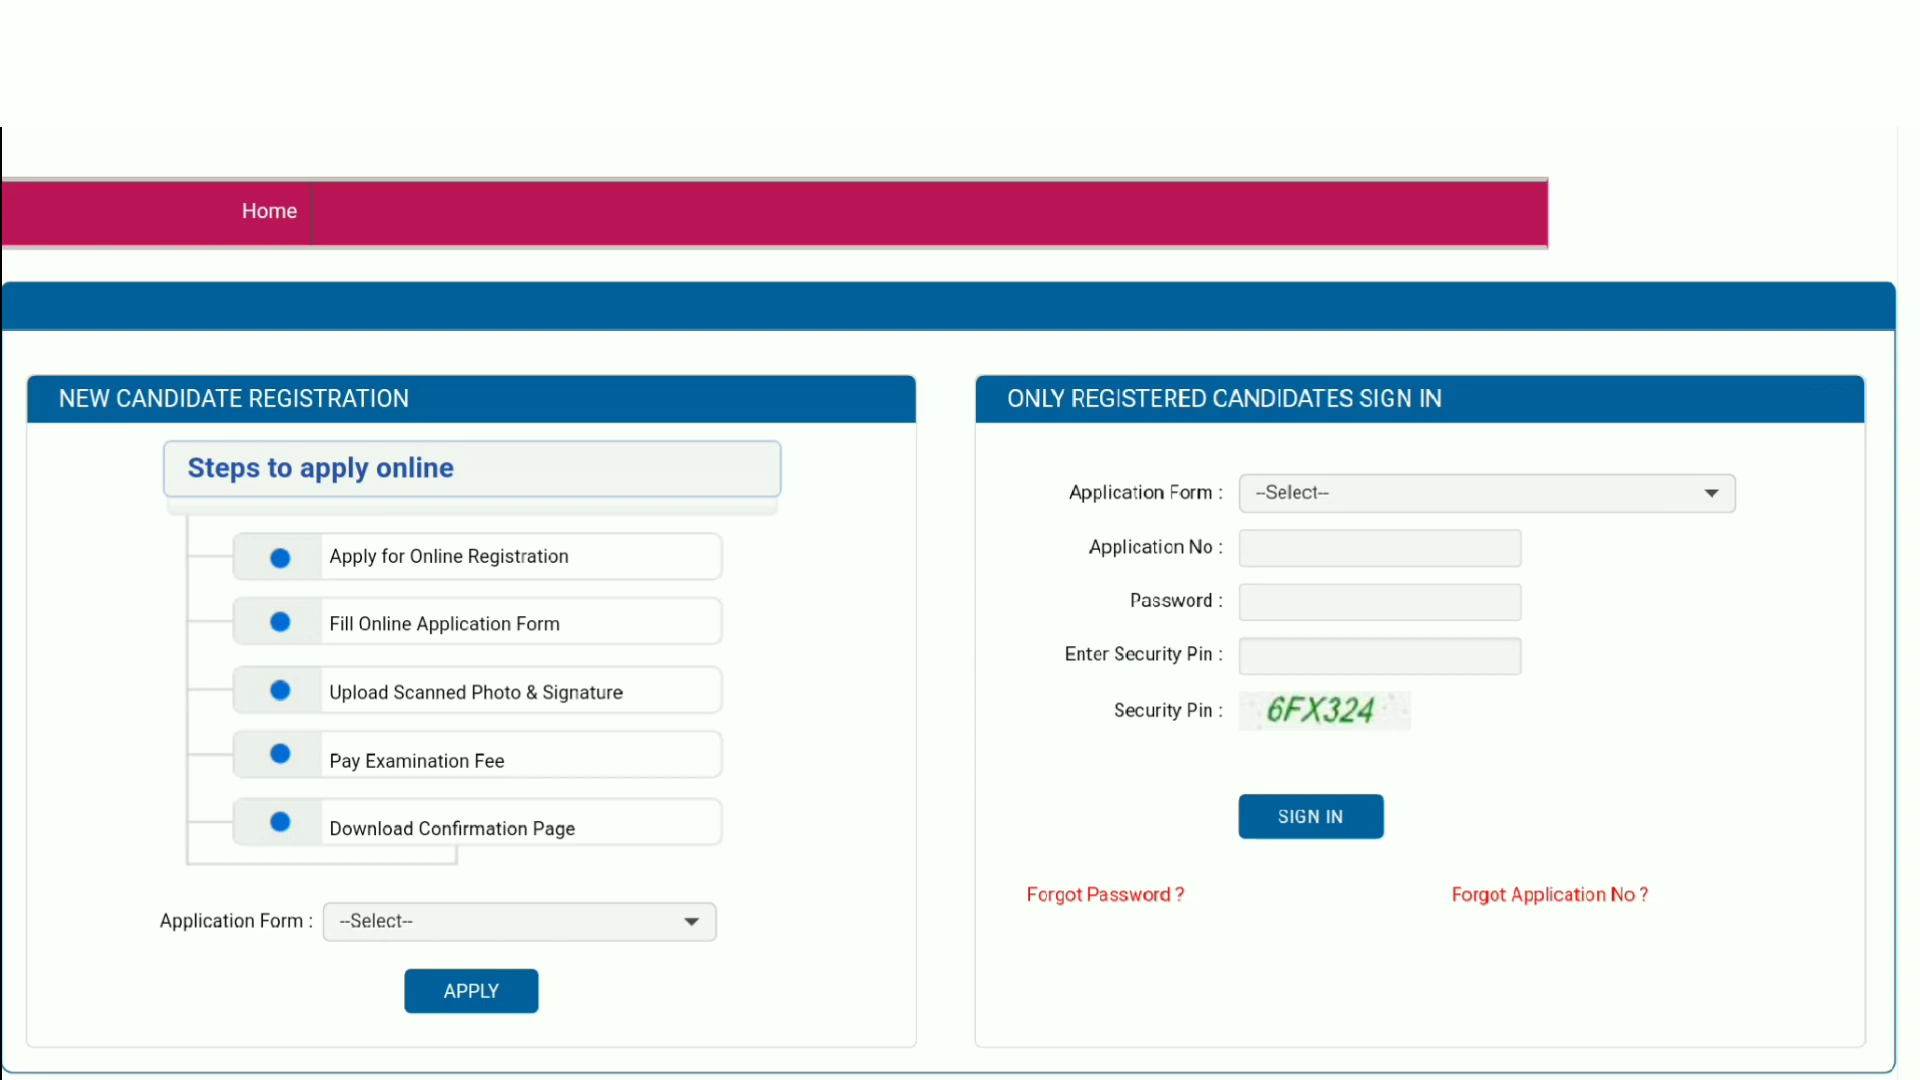 Home
NEW CANDIDATE REGISTRATION
Steps to apply online
Apply for Online Registration
Fill Online Application Form
Upload Scanned Photo & Signature
Pay Examination Fee
Download Confirmation Page
Application Form : --Select--
APPLY
ONLY REGISTERED CANDIDATES SIGN IN
Application Form : --Select--
Application No :
Password :
Enter Security Pin :
Security Pin : 6FX324
SIGN IN
Forgot Password ? Forgot Application No ?